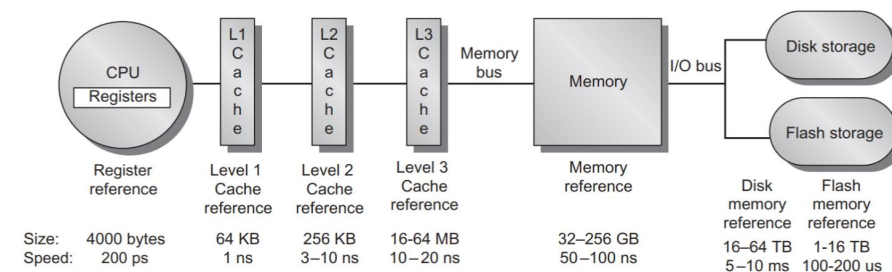 CPU
Registers
L1
Cache
L2
Cache
L3
Cache
Memory
bus
Memory
I/O bus
Disk storage
Flash storage
Register
reference
Level 1
Cache
reference
Level 2
Cache
reference
Level 3
Cache
reference
Memory
reference
Disk
memory
reference
Flash
memory
reference
Size: 4000 bytes 64 KB 256 KB 16-64 MB 32–256 GB 16–64 TB 1-16 TB
Speed: 200 ps 1 ns 3–10 ns 10–20 ns 50–100 ns 5–10 ms 100-200 us